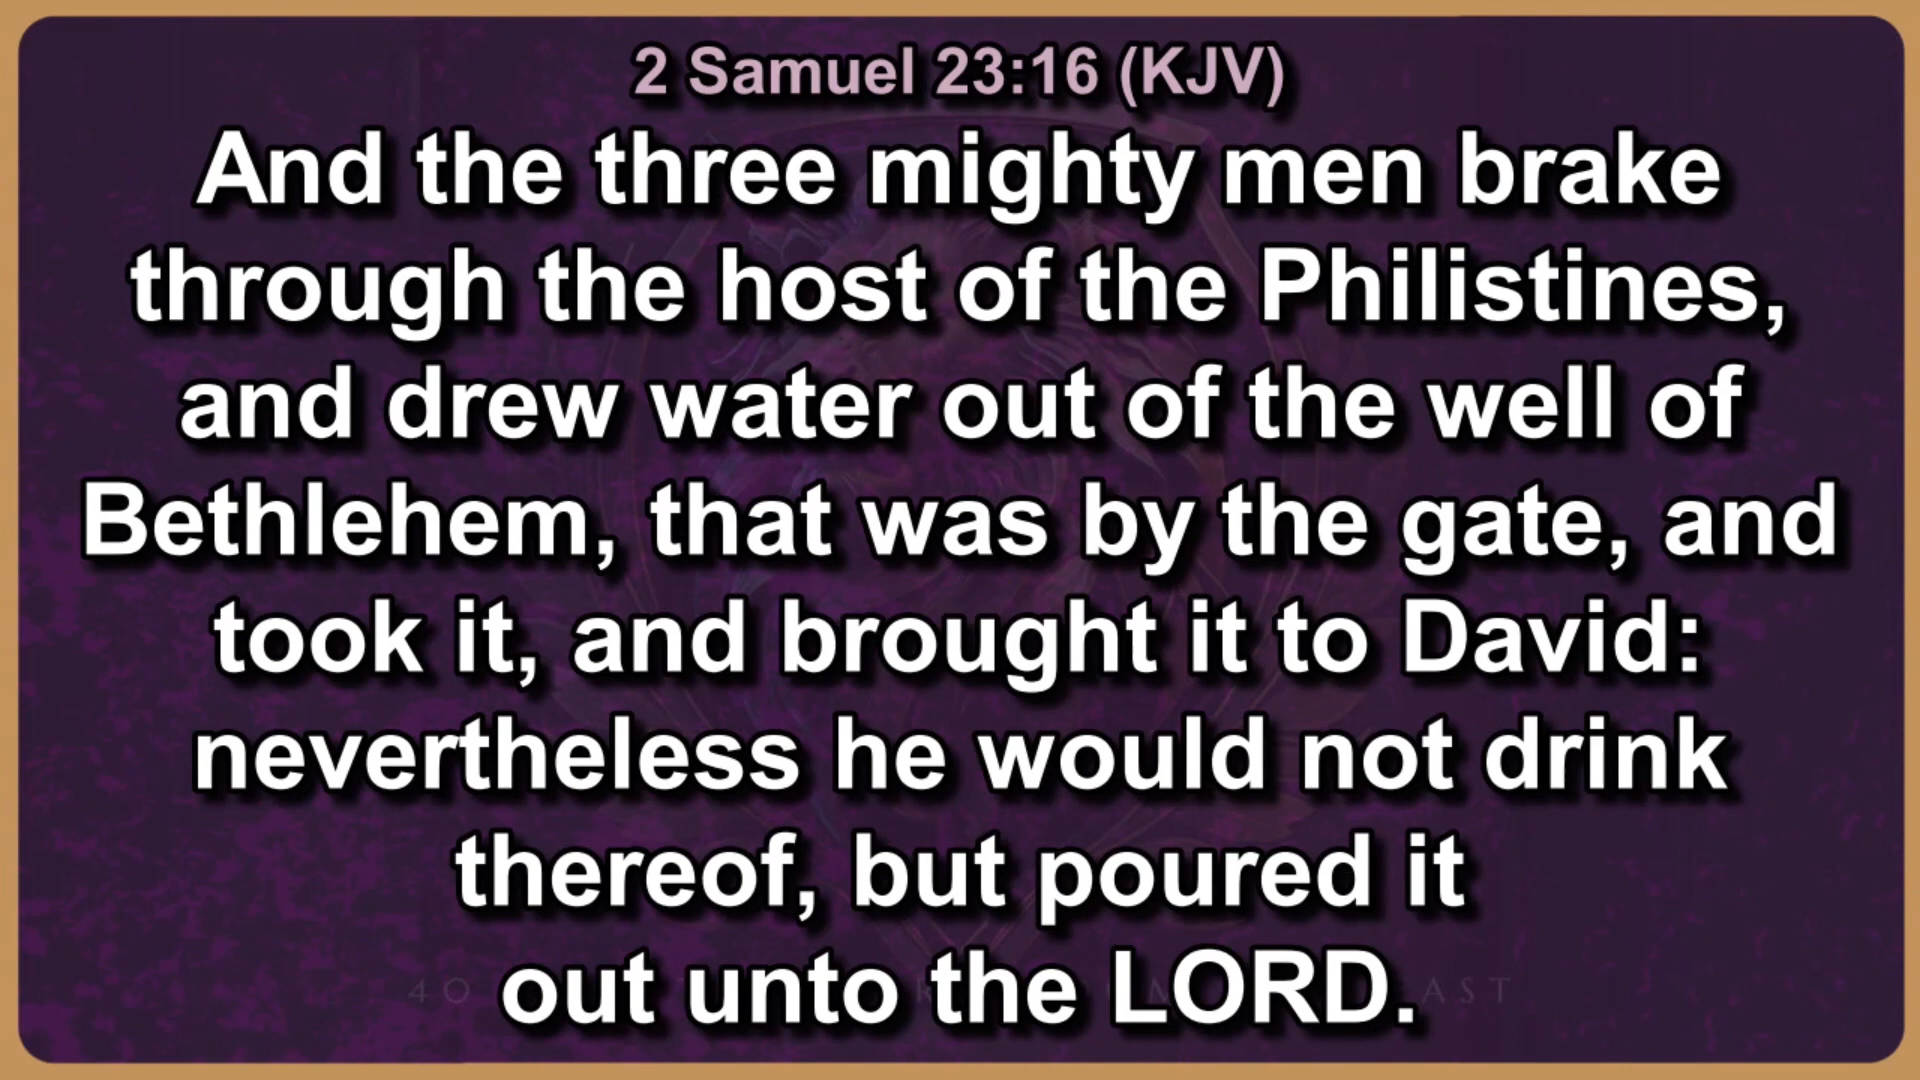 2 Samuel 23:16 (KJV)
And the three mighty men brake
through the host of the Philistines,
and drew water out of the well of
Bethlehem, that was by the gate, and
took it, and brought it to David:
nevertheless he would not drink
thereof, but poured it
out unto the LORD.